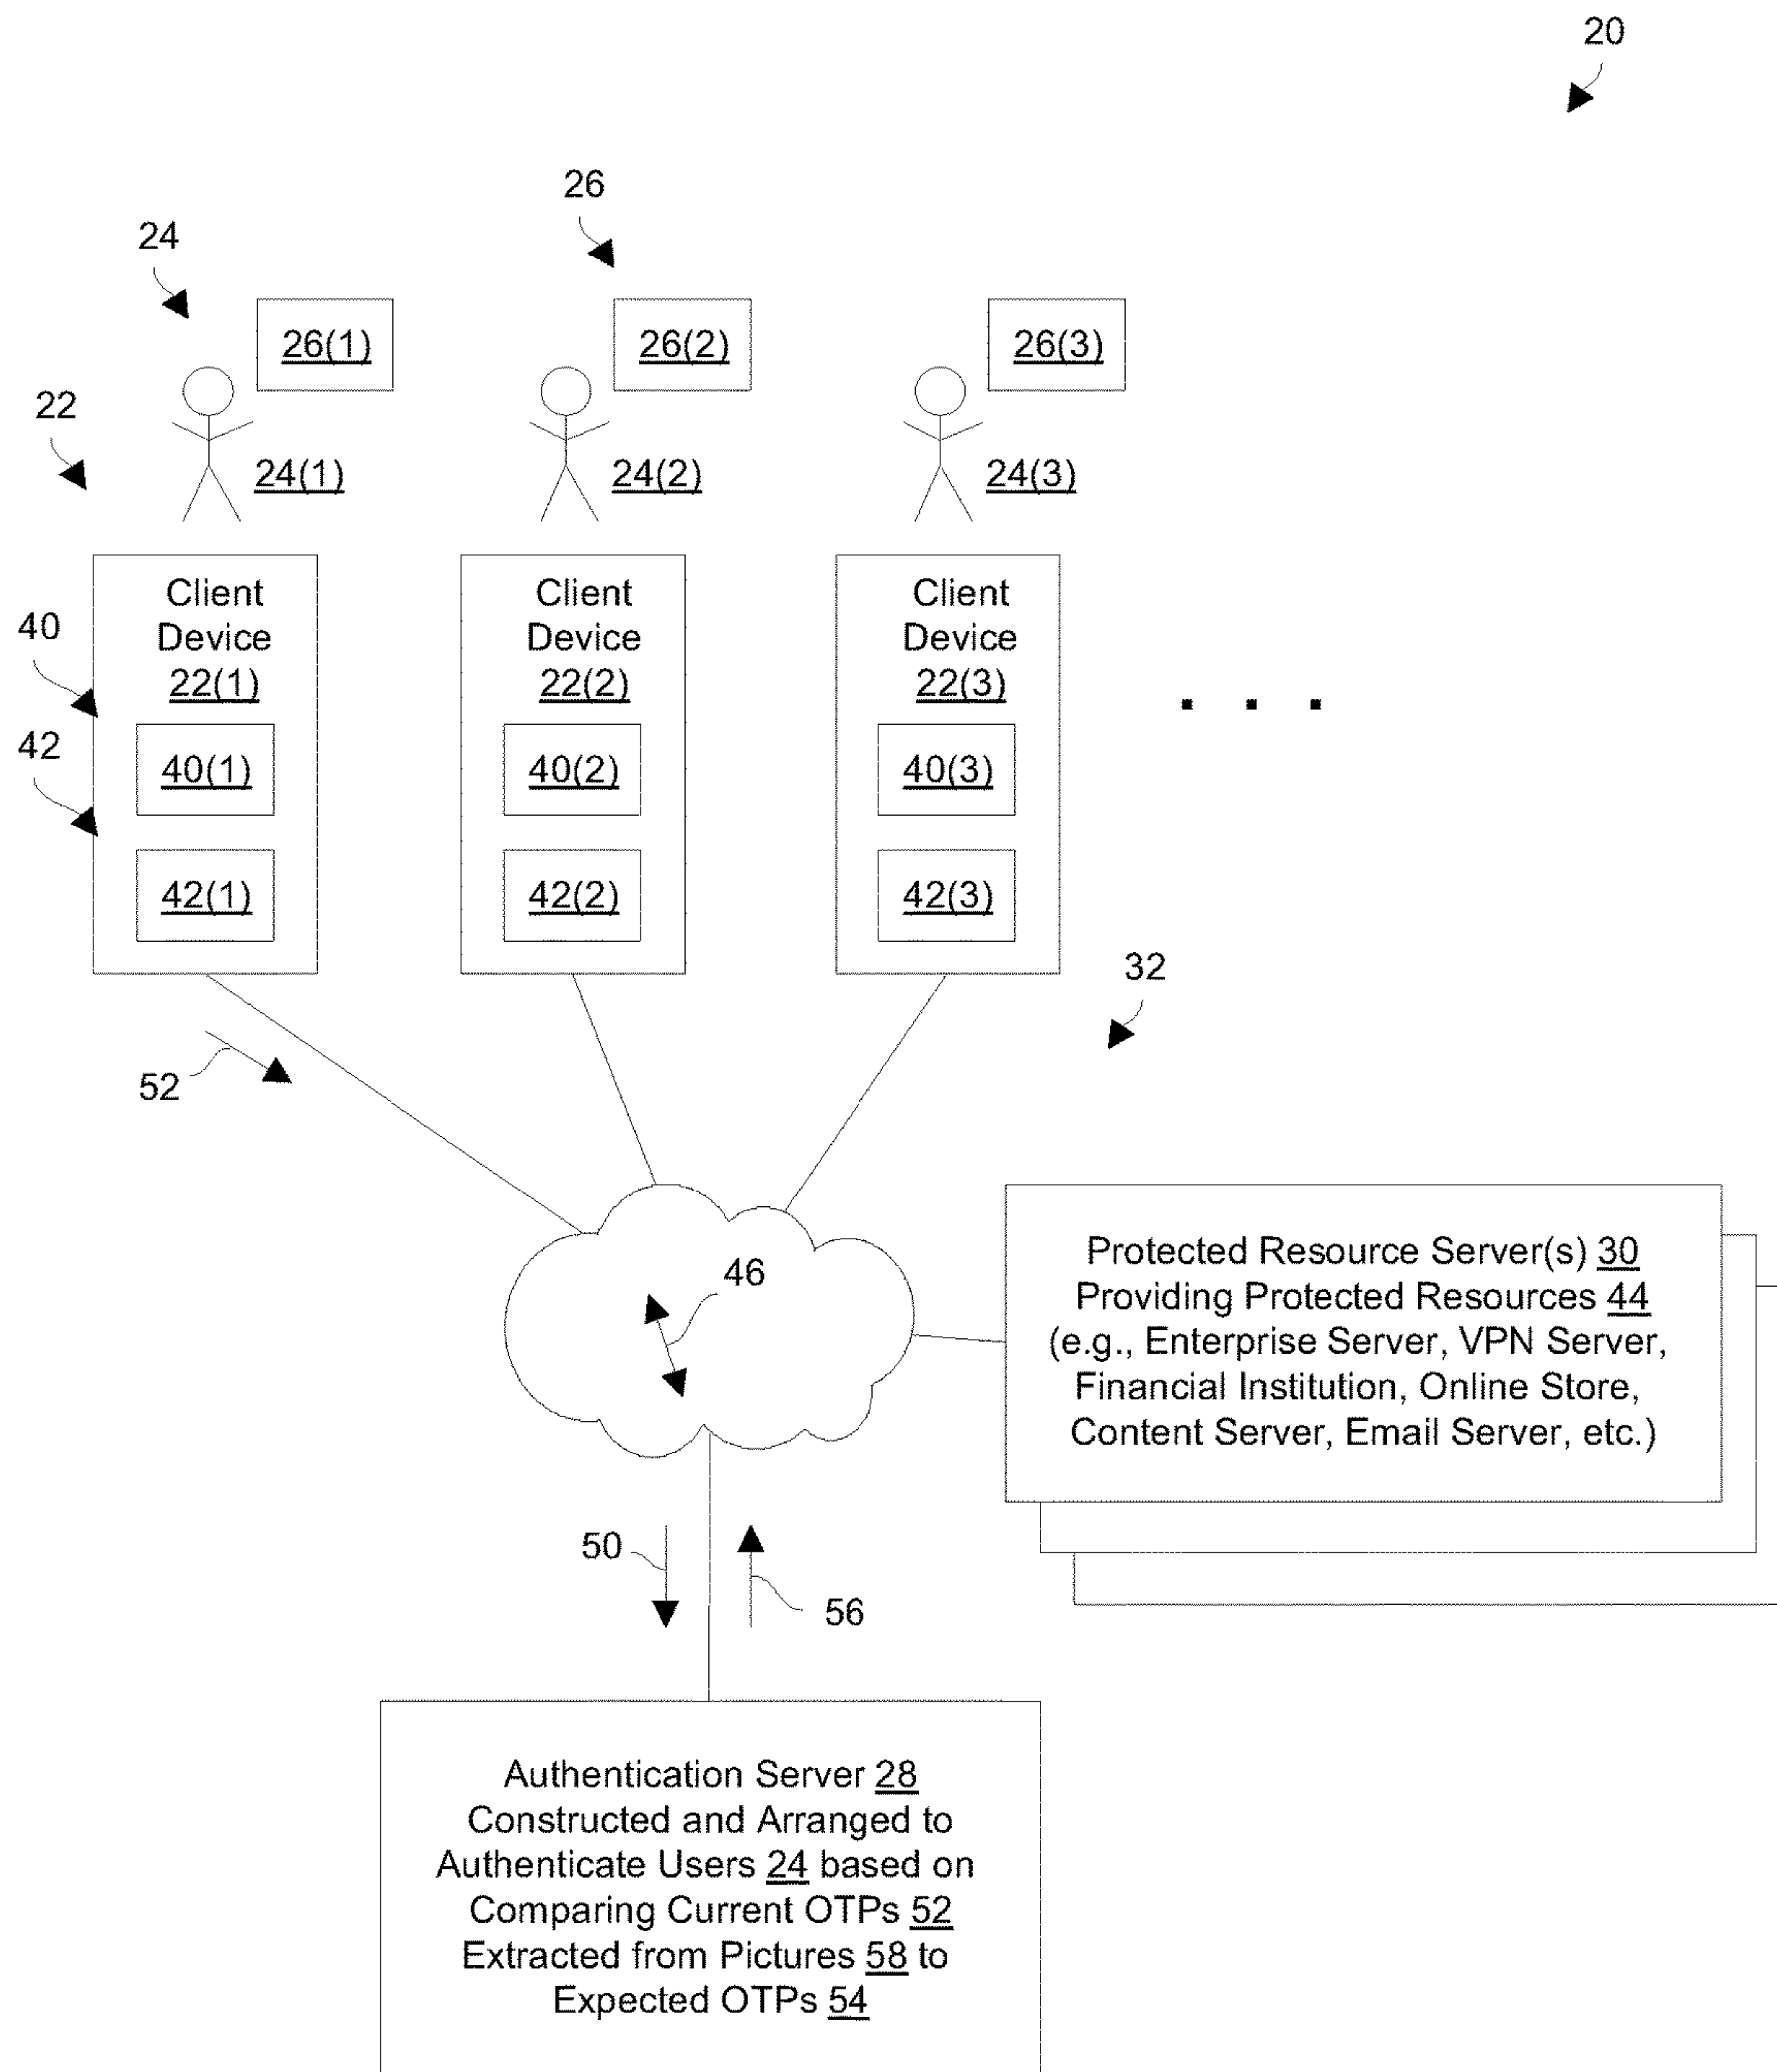 20
26
24
26(1)
26(2)
26(3)
22
24(1)
24(2)
24(3)
Client
Device
22(1)
Client
Device
22(2)
Client
Device
22(3)
40
. . .
42
40(1)
40(2)
40(3)
42(1)
42(2)
42(3)
32
52
46
Protected Resource Server(s) 30
Providing Protected Resources 44
(e.g., Enterprise Server, VPN Server,
Financial Institution, Online Store,
Content Server, Email Server, etc.)
50
56
Authentication Server 28
Constructed and Arranged to
Authenticate Users 24 based on
Comparing Current OTPs 52
Extracted from Pictures 58 to
Expected OTPs 54